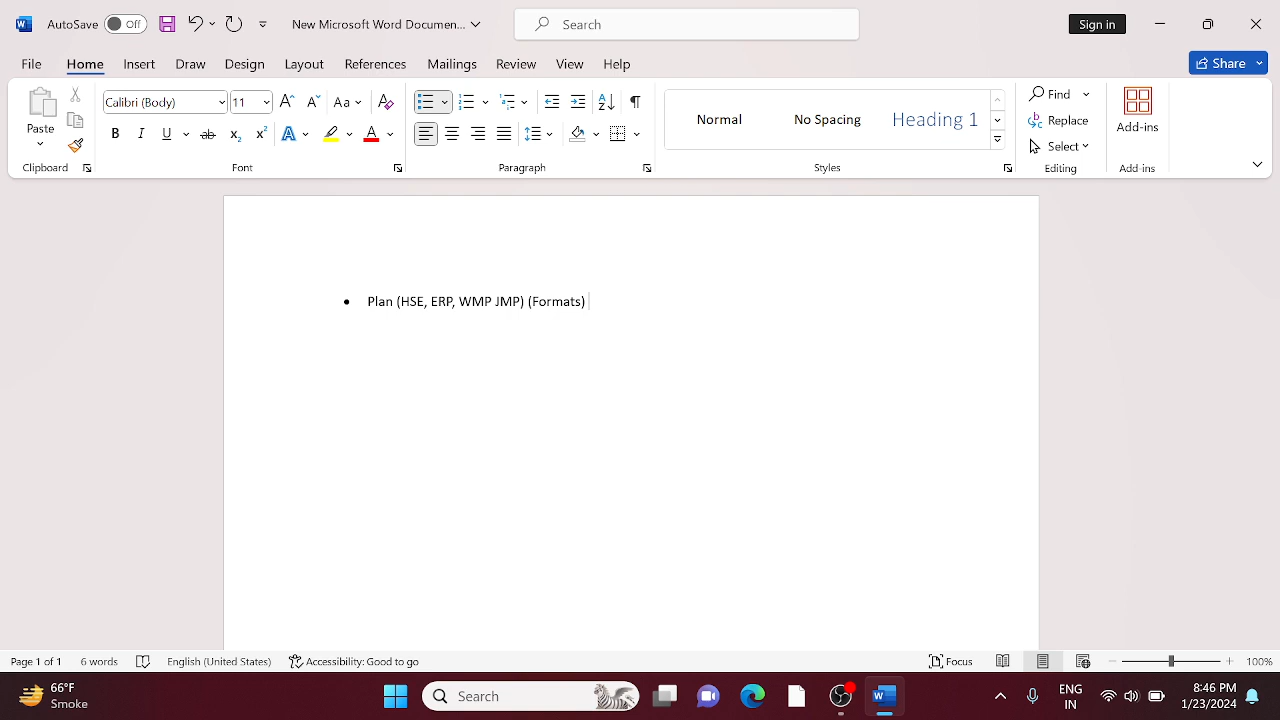 AutoSave Off New Microsoft Word Documen... Search Sign in
File Home Insert Draw Design Layout References Mailings Review View Help Share
Paste Calibri (Body) 11 Aa Normal No Spacing Heading 1 Find Replace Select Add-ins
Clipboard Font Paragraph Styles Editing Add-ins
• Plan (HSE, ERP, WMP JMP) (Formats)
Page 1 of 1 6 words English (United States) Accessibility: Good to go Focus 100%
66°F Smoke Search ENG IN 8:46 PM 1/23/2024